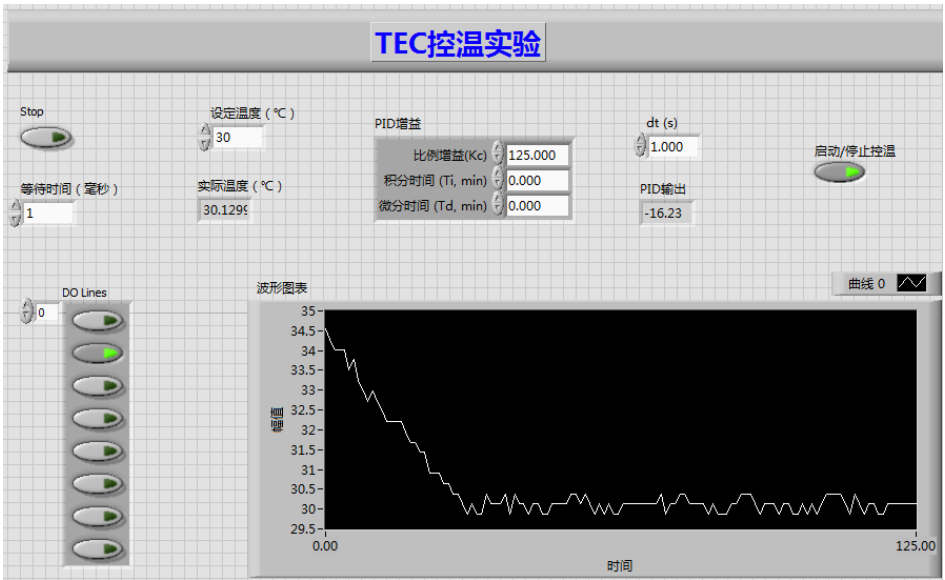 TEC控温实验
Stop
设定温度（℃）
30
PID增益
比例增益(Kc)
125.000
积分时间 (Ti, min)
0.000
微分时间 (Td, min)
0.000
dt (s)
1.000
启动/停止控温
等待时间（毫秒）
1
实际温度（℃）
30.1299
PID输出
-16.23
DO Lines
0
波形图表
曲线 0
35
34.5
34
33.5
33
32.5
32
31.5
31
30.5
30
29.5
幅值
0.00
125.00
时间